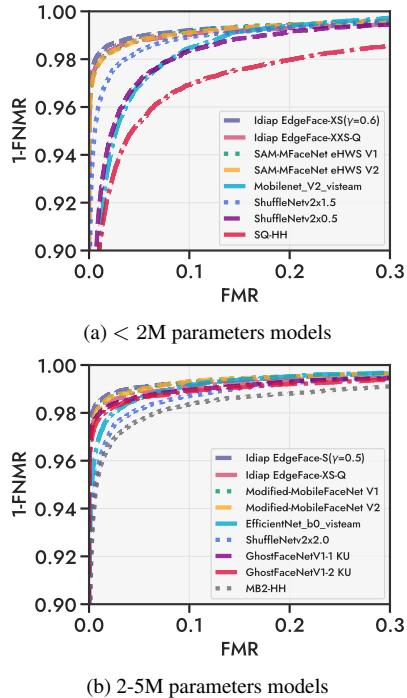 1.00
0.98
0.96
0.94
0.92
0.90
1-FNMR
Idiap EdgeFace-XS(γ=0.6)
Idiap EdgeFace-XXS-Q
SAM-MFaceNet eHWS V1
SAM-MFaceNet eHWS V2
Mobilenet_V2_visteam
ShuffleNetv2x1.5
ShuffleNetv2x0.5
SQ-HH
0.0 0.1 0.2 0.3
FMR
(a) < 2M parameters models
1.00
0.98
0.96
0.94
0.92
0.90
1-FNMR
Idiap EdgeFace-S(γ=0.5)
Idiap EdgeFace-XS-Q
Modified-MobileFaceNet V1
Modified-MobileFaceNet V2
EfficientNet_b0_visteam
ShuffleNetv2x2.0
GhostFaceNetV1-1 KU
GhostFaceNetV1-2 KU
MB2-HH
0.0 0.1 0.2 0.3
FMR
(b) 2-5M parameters models